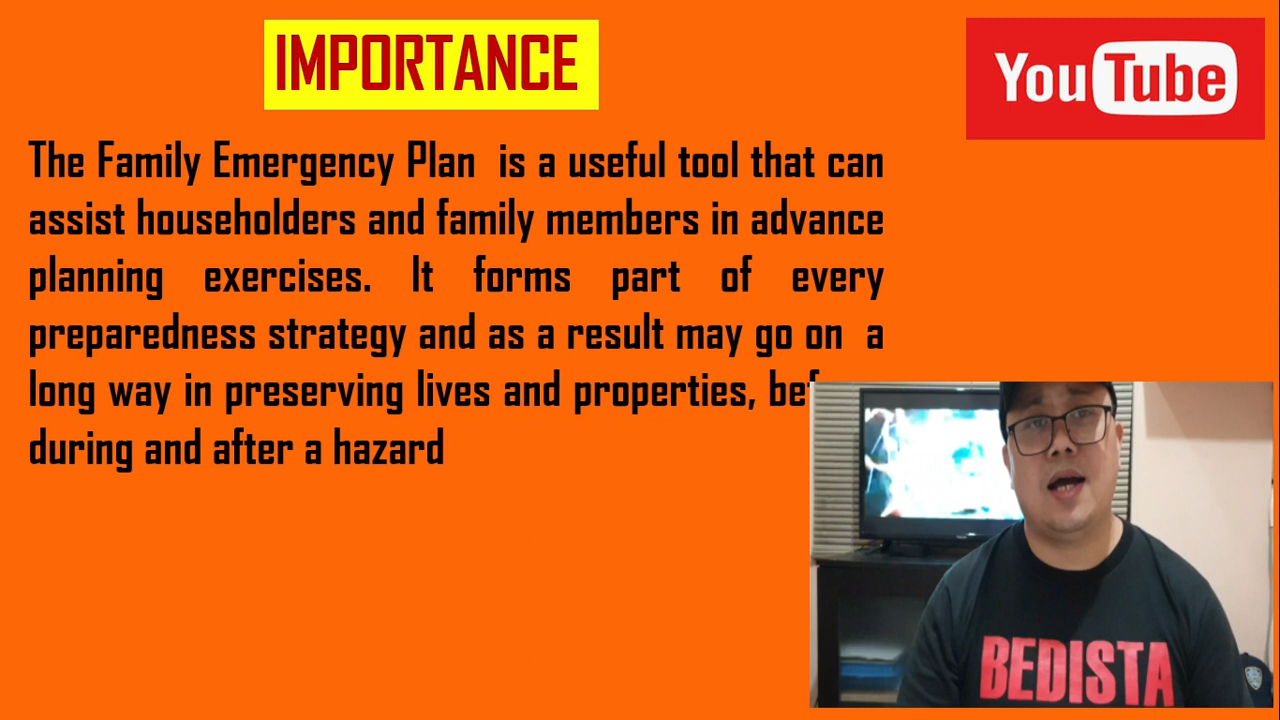 IMPORTANCE
YouTube
The Family Emergency Plan is a useful tool that can
assist householders and family members in advance
planning exercises. It forms part of every
preparedness strategy and as a result may go on a
long way in preserving lives and properties,
during and after a hazard
BEDISTA